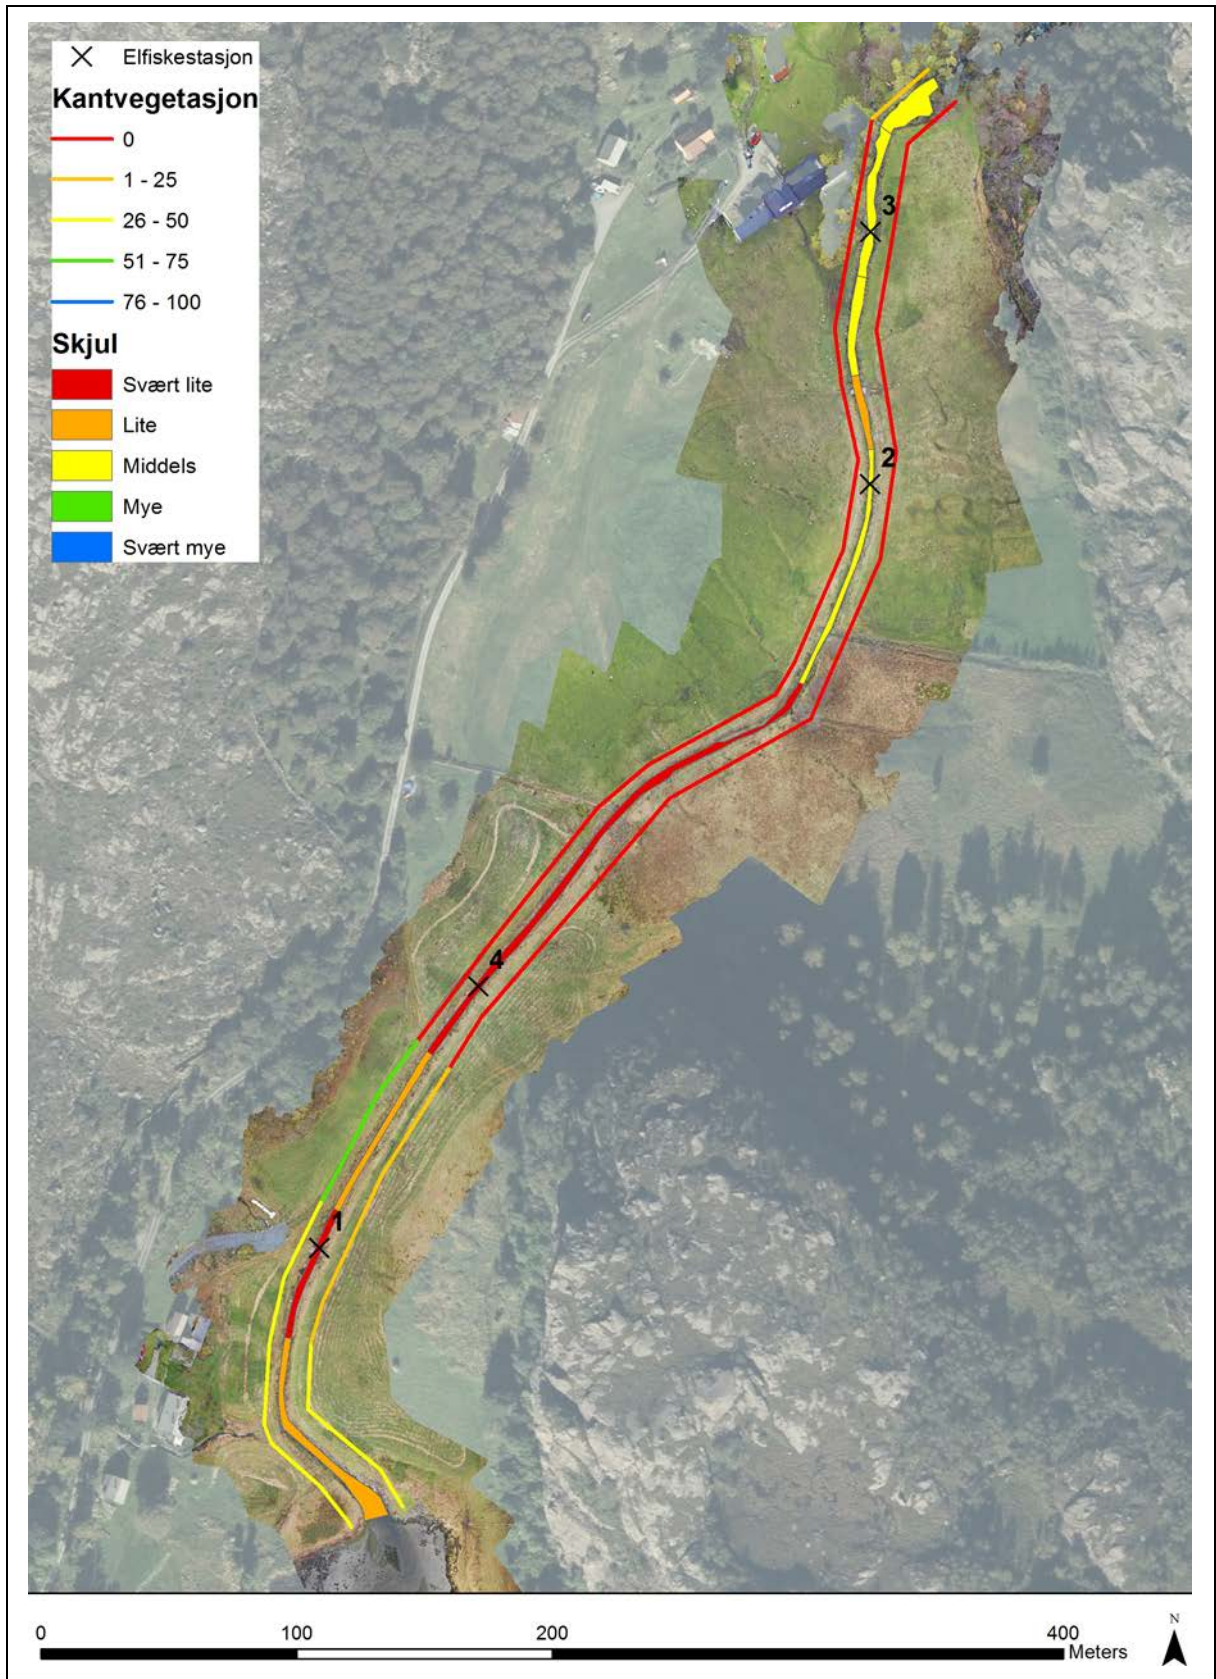 Elfiskestasjon
Kantvegetasjon
0
1 - 25
26 - 50
51 - 75
76 - 100
Skjul
Svært lite
Lite
Middels
Mye
Svært mye
3
2
4
1
0 100 200 400
Meters
N